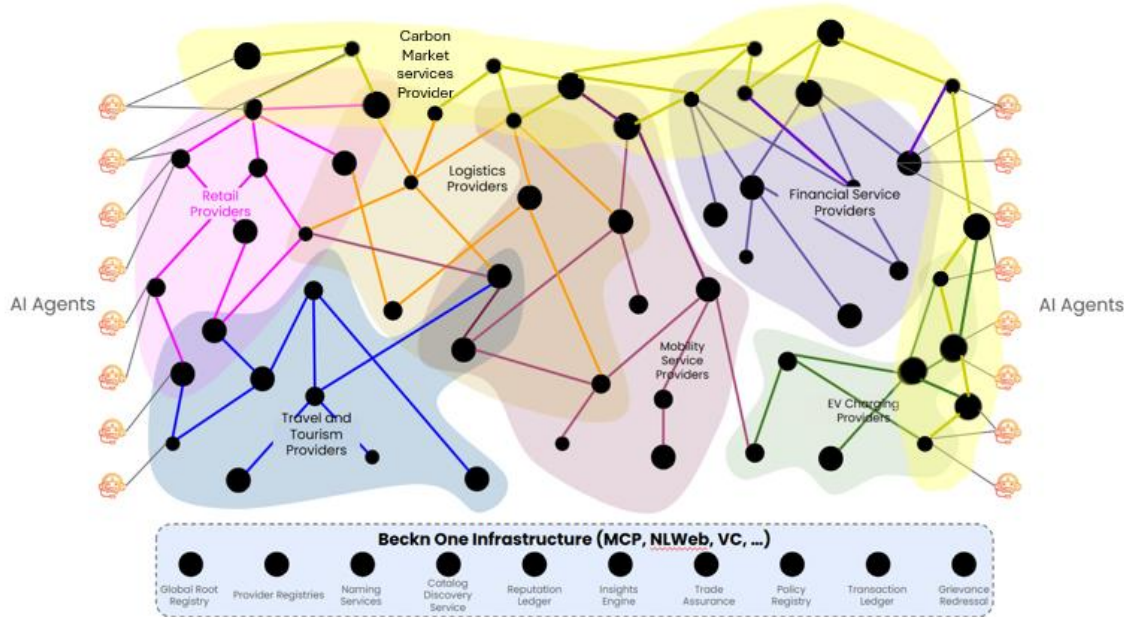 Carbon
Market
services
Provider
Logistics
Providers
Retail
Providers
Financial Service
Providers
AI Agents
AI Agents
Mobility
Service
Providers
EV Charging
Providers
Travel and
Tourism
Providers
Beckn One Infrastructure (MCP, NLWeb, VC, ...)
Global Root
Registry
Provider Registries
Naming
Services
Catalog
Discovery
Service
Reputation
Ledger
Insights
Engine
Trade
Assurance
Policy
Registry
Transaction
Ledger
Grievance
Redressal